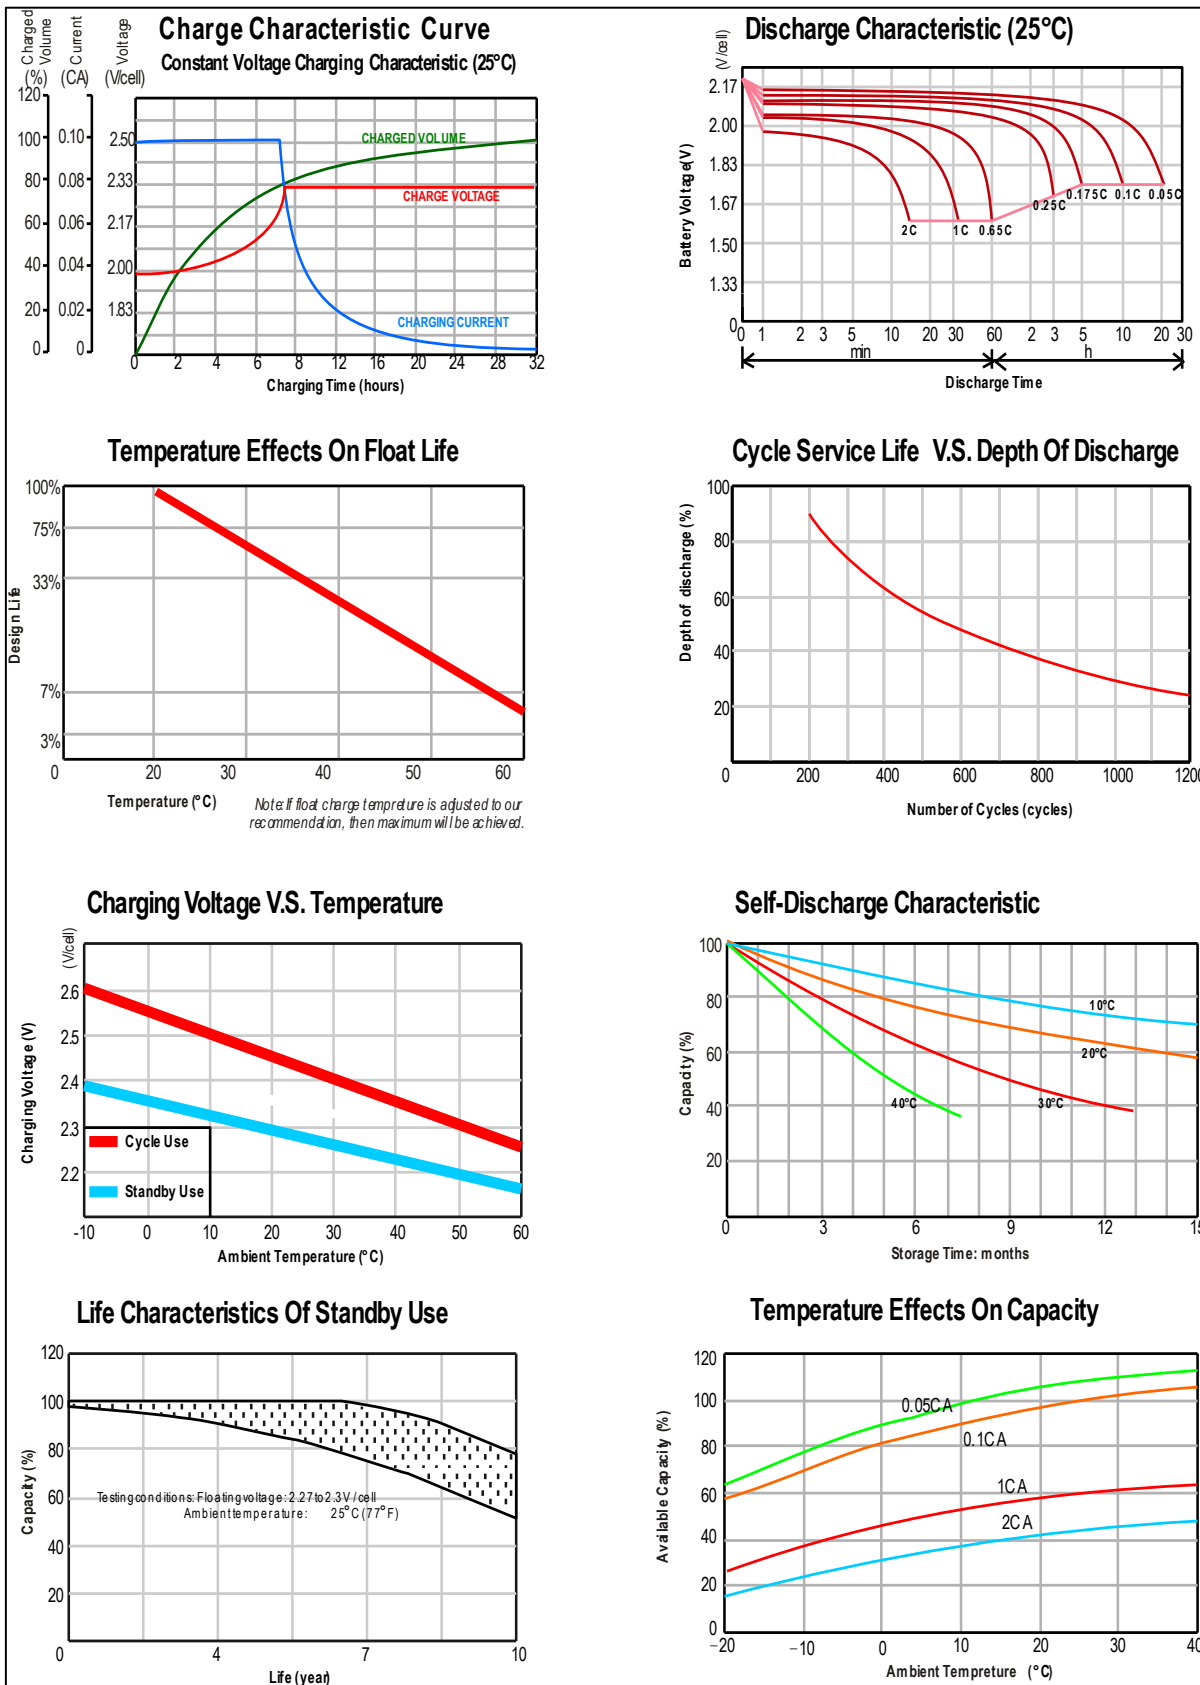 Charge Characteristic Curve
Constant Voltage Charging Characteristic (25°C)
Charged Volume
Current
Voltage
(%) (CA) (V/cell)
120 0.12
100 0.10 2.50
80 0.08 2.33
60 0.06 2.17
40 0.04 2.00
20 0.02 1.83
0 0
CHARGED VOLUME
CHARGE VOLTAGE
CHARGING CURRENT
0 2 4 6 8 12 16 20 24 28 32
Charging Time (hours)
Discharge Characteristic (25°C)
(V/cell)
Battery Voltage(V)
2.17
2.00
1.83
1.67
1.50
1.33
0
2C 1C 0.65C 0.25C 0.175C 0.1C 0.05C
0 1 2 3 5 10 20 30 60 2 3 5 10 20 30
min h
Discharge Time
Temperature Effects On Float Life
Design Life
100%
75%
33%
7%
3%
0 20 30 40 50 60
Temperature (°C)
Note:If float charge tempreture is adjusted to our
recommendation, then maximum will be achieved.
Cycle Service Life V.S. Depth Of Discharge
Depth of discharge (%)
100
80
60
40
20
0 200 400 600 800 1000 1200
Number of Cycles (cycles)
Charging Voltage V.S. Temperature
(V/cell)
Charging Voltage (V)
2.6
2.5
2.4
2.3
2.2
Cycle Use
Standby Use
-10 0 10 20 30 40 50 60
Ambient Temperature (°C)
Self-Discharge Characteristic
Capacity (%)
100
80
60
40
20
10°C
20°C
30°C
40°C
0 3 6 9 12 15
Storage Time: months
Life Characteristics Of Standby Use
Capacity (%)
120
100
80
60
40
20
Testing conditions: Floating voltage: 2.27 to 2.3 V / cell
Ambient temperature: 25°C (77°F)
0 4 7 10
Life (year)
Temperature Effects On Capacity
Available Capacity (%)
120
100
80
60
40
20
0
0.05CA
0.1CA
1CA
2CA
−20 −10 0 10 20 30 40
Ambient Tempreture (°C)